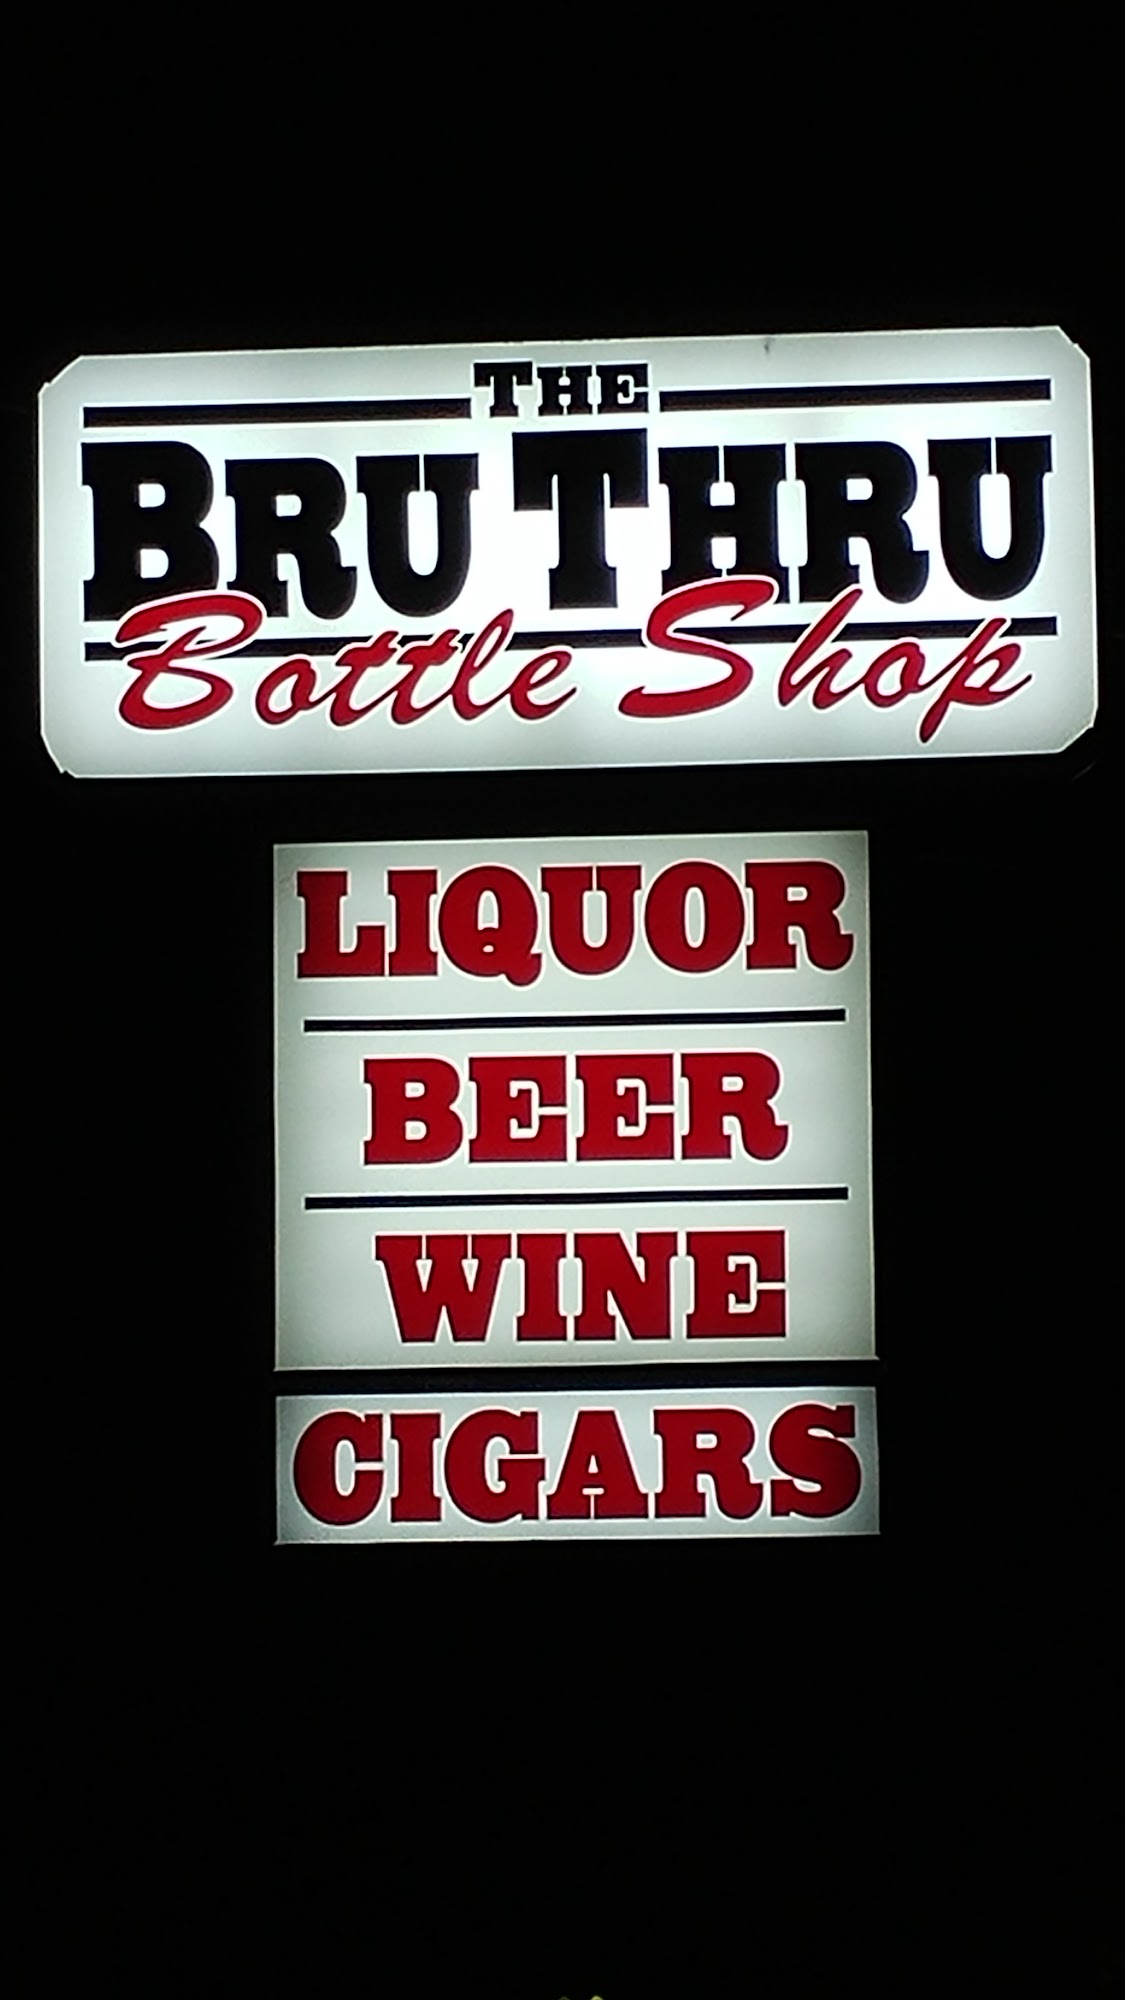 THE
BRU THRU
Bottle Shop
LIQUOR
BEER
WINE
CIGARS